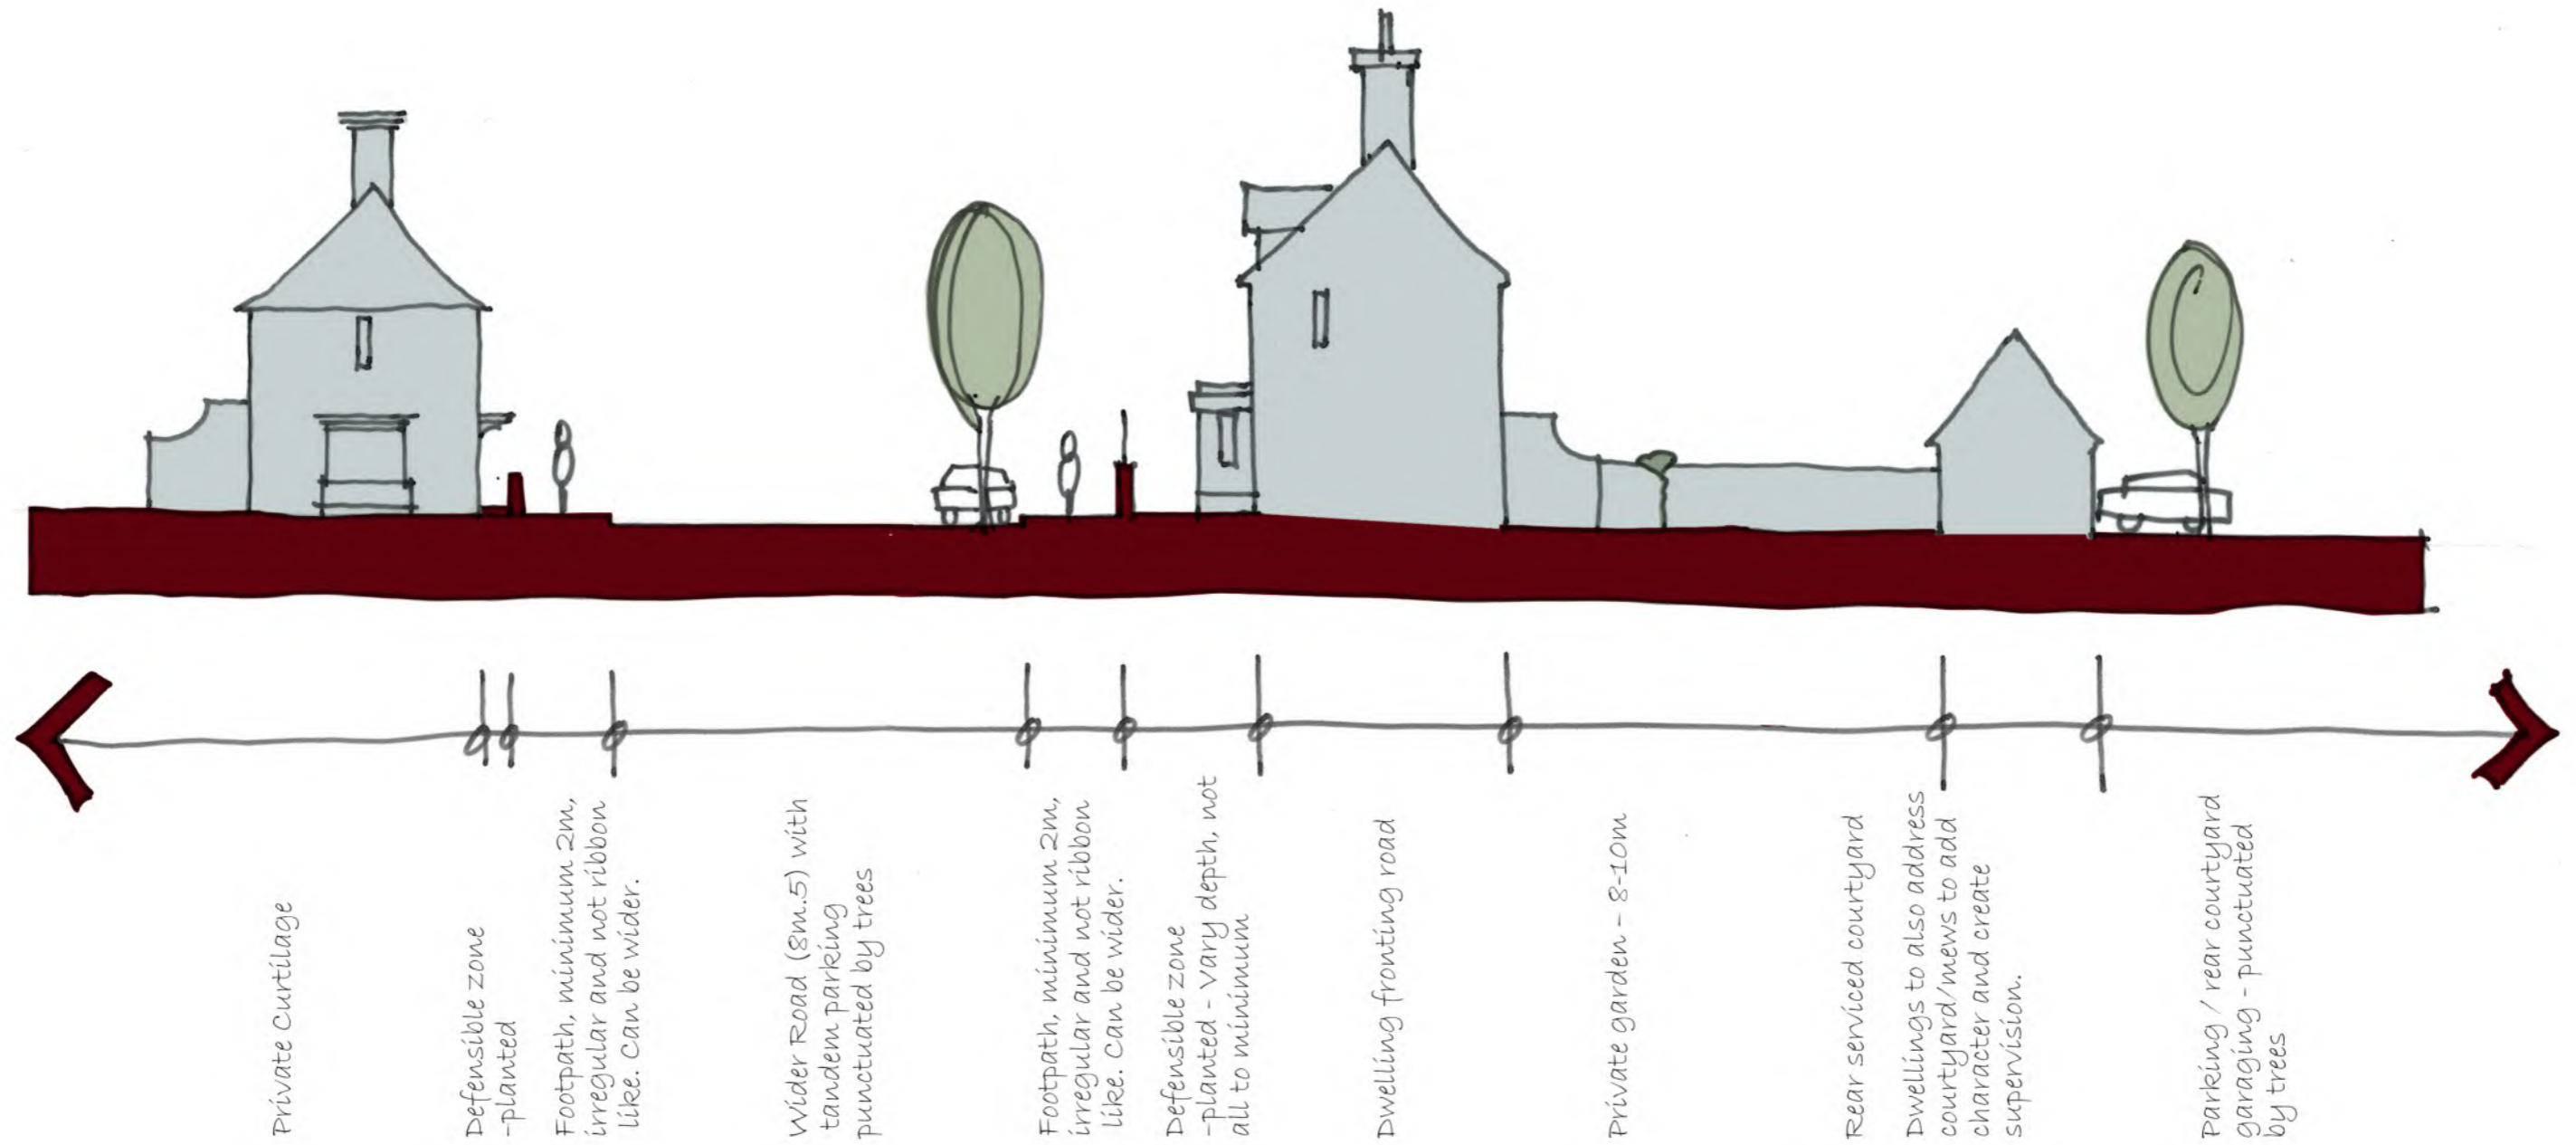 Private Curtilage
Defensible zone
-planted
Footpath, minimum 2m,
irregular and not ribbon
like. Can be wider.
Wider Road (8m.5) with
tandem parking
punctuated by trees
Footpath, minimum 2m,
irregular and not ribbon
like. Can be wider.
Defensible zone
-planted - vary depth, not
all to minimum
Dwelling fronting road
Private garden - 8-10m
Rear serviced courtyard
Dwellings to also address
courtyard/mews to add
character and create
supervision.
Parking / rear courtyard
garaging - punctuated
by trees